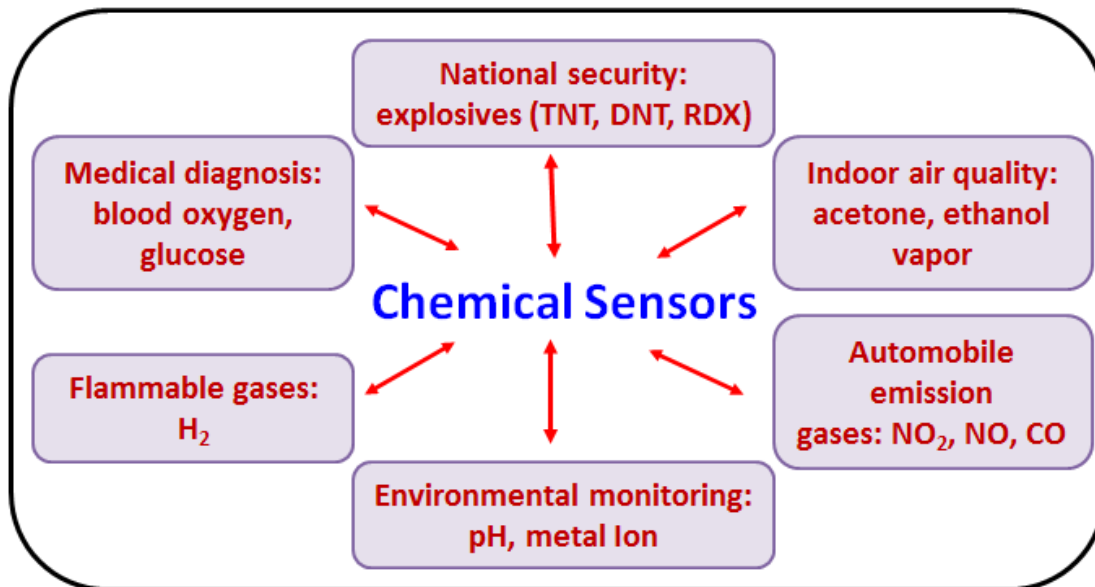 National security:
explosives (TNT, DNT, RDX)
Medical diagnosis:
blood oxygen,
glucose
Indoor air quality:
acetone, ethanol
vapor
Chemical Sensors
Flammable gases:
H₂
Automobile
emission
gases: NO₂, NO, CO
Environmental monitoring:
pH, metal Ion